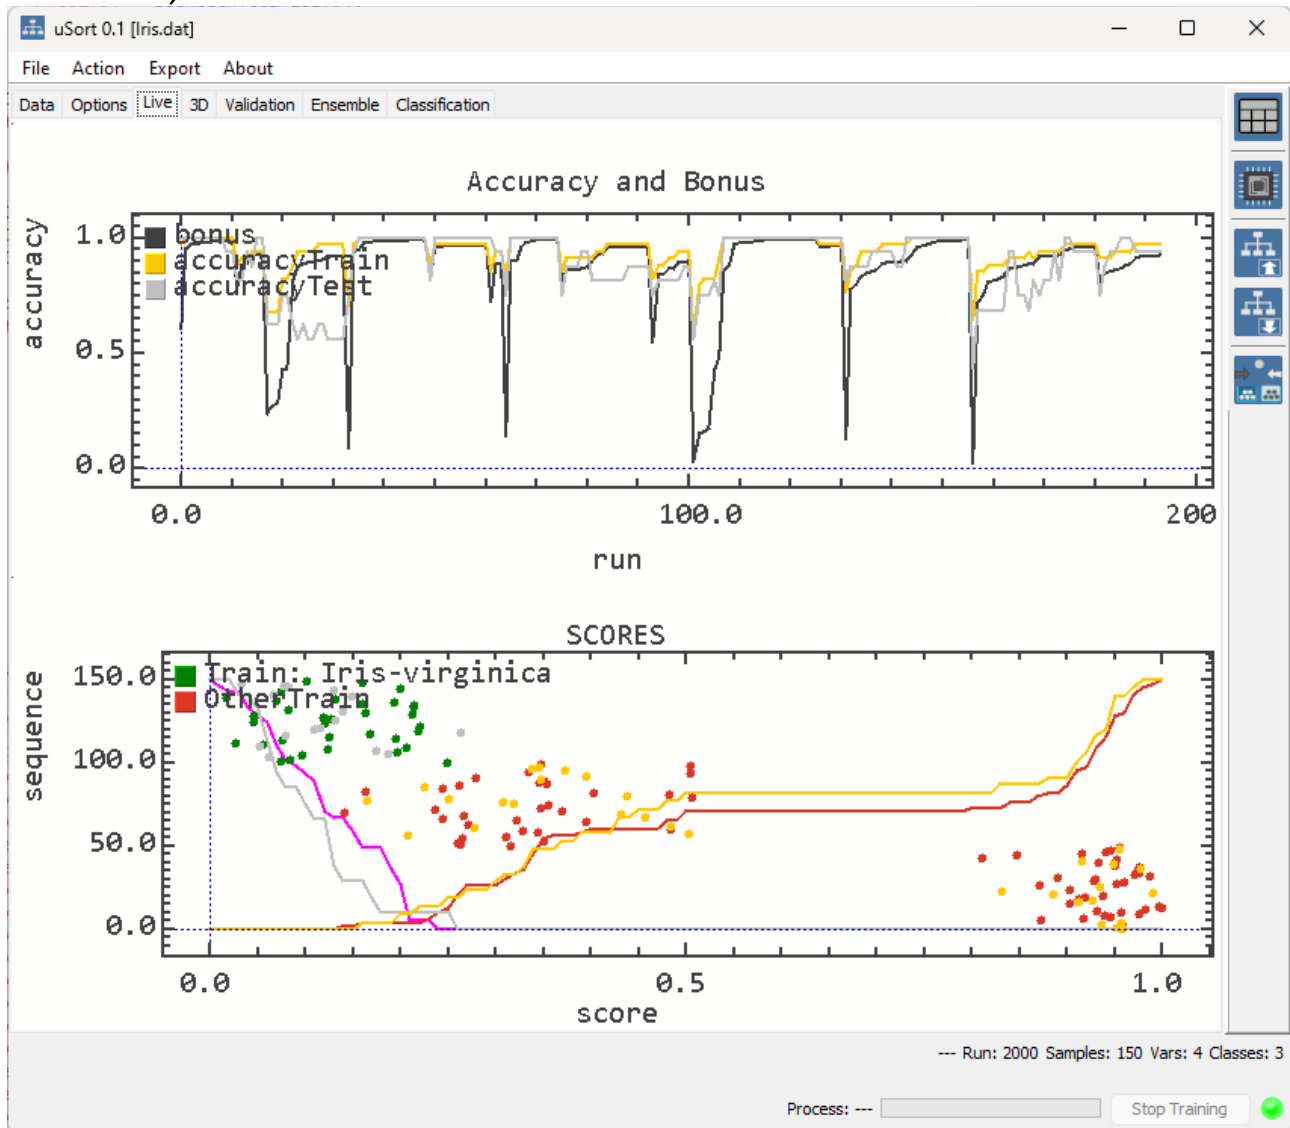 uSort 0.1 [Iris.dat]
File Action Export About
Data Options Live 3D Validation Ensemble Classification
Accuracy and Bonus
accuracy
1.0
0.5
0.0
bonus
accuracyTrain
accuracyTest
0.0 100.0 200
run
SCORES
sequence
150.0
100.0
50.0
0.0
Train: Iris-virginica
OtherTrain
0.0 0.5 1.0
score
--- Run: 2000 Samples: 150 Vars: 4 Classes: 3
Process: --- Stop Training